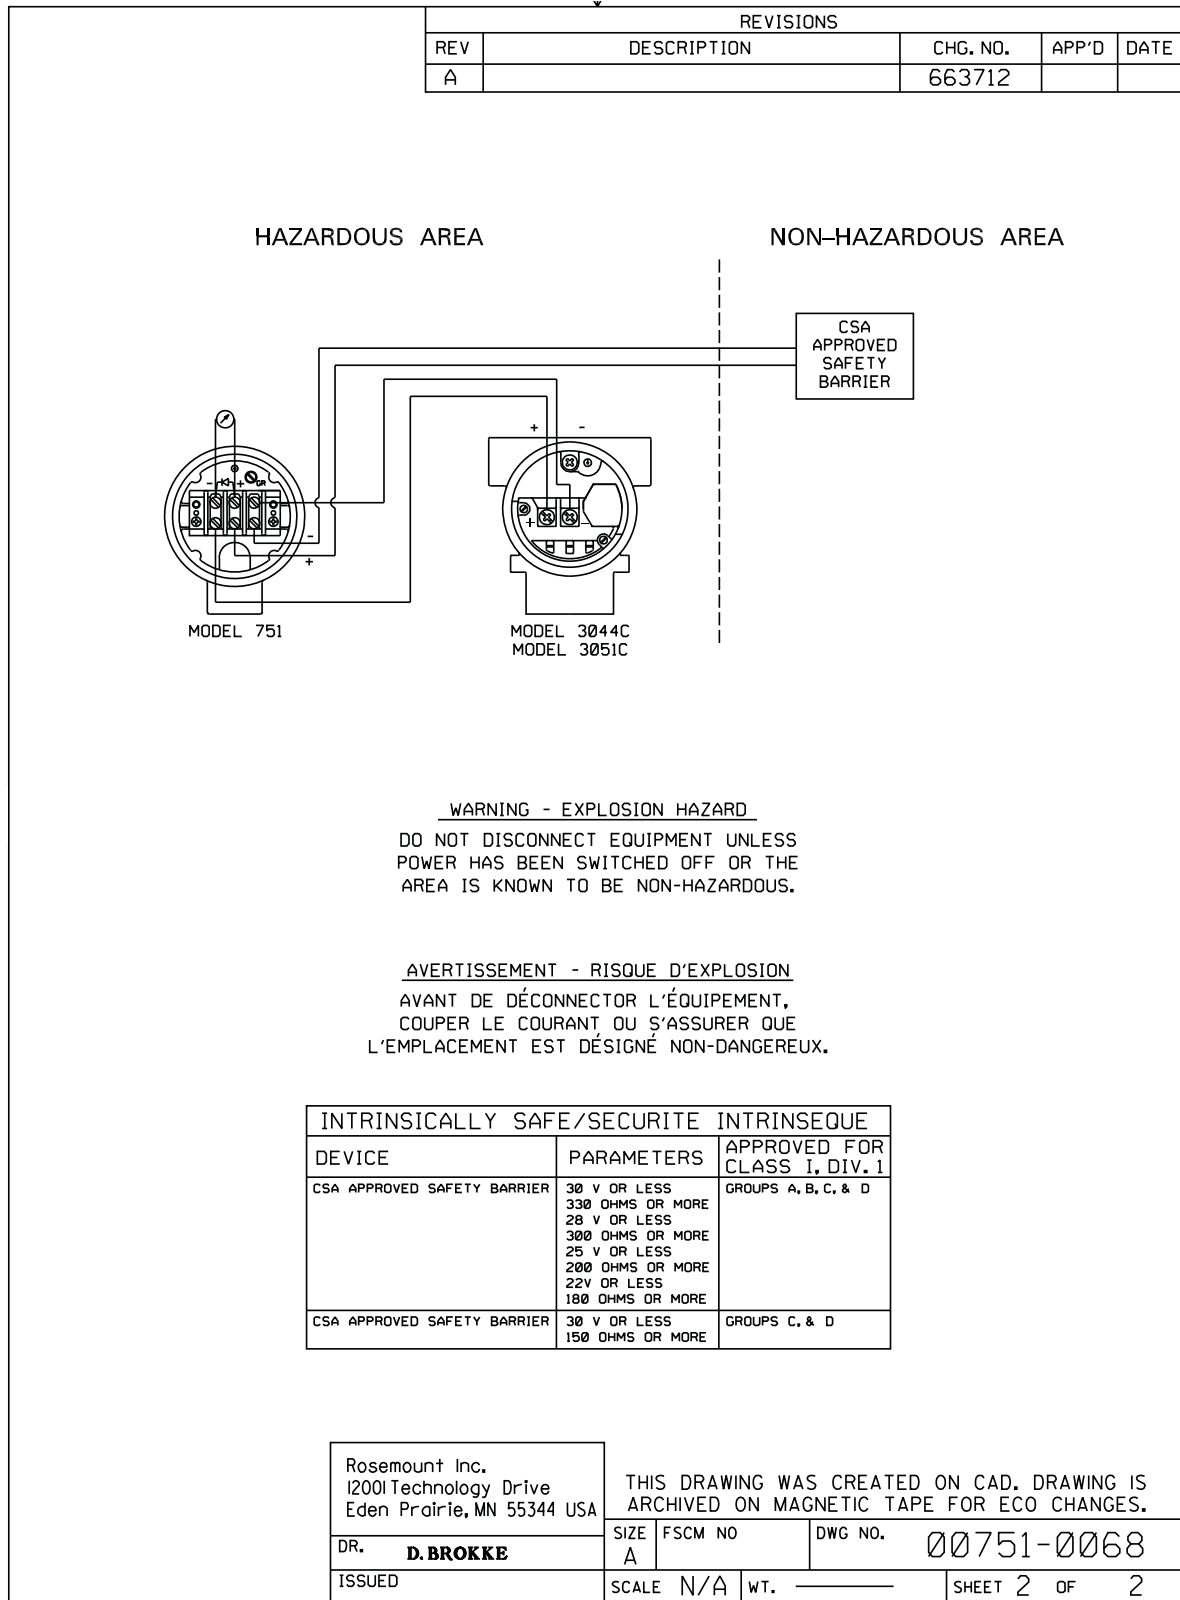 REVISIONS
REV DESCRIPTION CHG. NO. APP'D DATE
A 663712
HAZARDOUS AREA NON–HAZARDOUS AREA
CSA
APPROVED
SAFETY
BARRIER
+ -
- + GR
+ -
-
+
MODEL 751
MODEL 3044C
MODEL 3051C
WARNING - EXPLOSION HAZARD
DO NOT DISCONNECT EQUIPMENT UNLESS
POWER HAS BEEN SWITCHED OFF OR THE
AREA IS KNOWN TO BE NON-HAZARDOUS.
AVERTISSEMENT - RISQUE D'EXPLOSION
AVANT DE DÉCONNECTOR L'ÉQUIPEMENT,
COUPER LE COURANT OU S'ASSURER QUE
L'EMPLACEMENT EST DÉSIGNÉ NON-DANGEREUX.
INTRINSICALLY SAFE/SECURITE INTRINSEQUE
DEVICE PARAMETERS APPROVED FOR
CLASS I, DIV. 1
CSA APPROVED SAFETY BARRIER 30 V OR LESS GROUPS A, B, C, & D
330 OHMS OR MORE
28 V OR LESS
300 OHMS OR MORE
25 V OR LESS
200 OHMS OR MORE
22V OR LESS
180 OHMS OR MORE
CSA APPROVED SAFETY BARRIER 30 V OR LESS GROUPS C, & D
150 OHMS OR MORE
Rosemount Inc.
12001 Technology Drive
Eden Prairie, MN 55344 USA
THIS DRAWING WAS CREATED ON CAD. DRAWING IS
ARCHIVED ON MAGNETIC TAPE FOR ECO CHANGES.
DR. D. BROKKE
SIZE A FSCM NO DWG NO. 00751-0068
ISSUED
SCALE N/A WT. ——— SHEET 2 OF 2